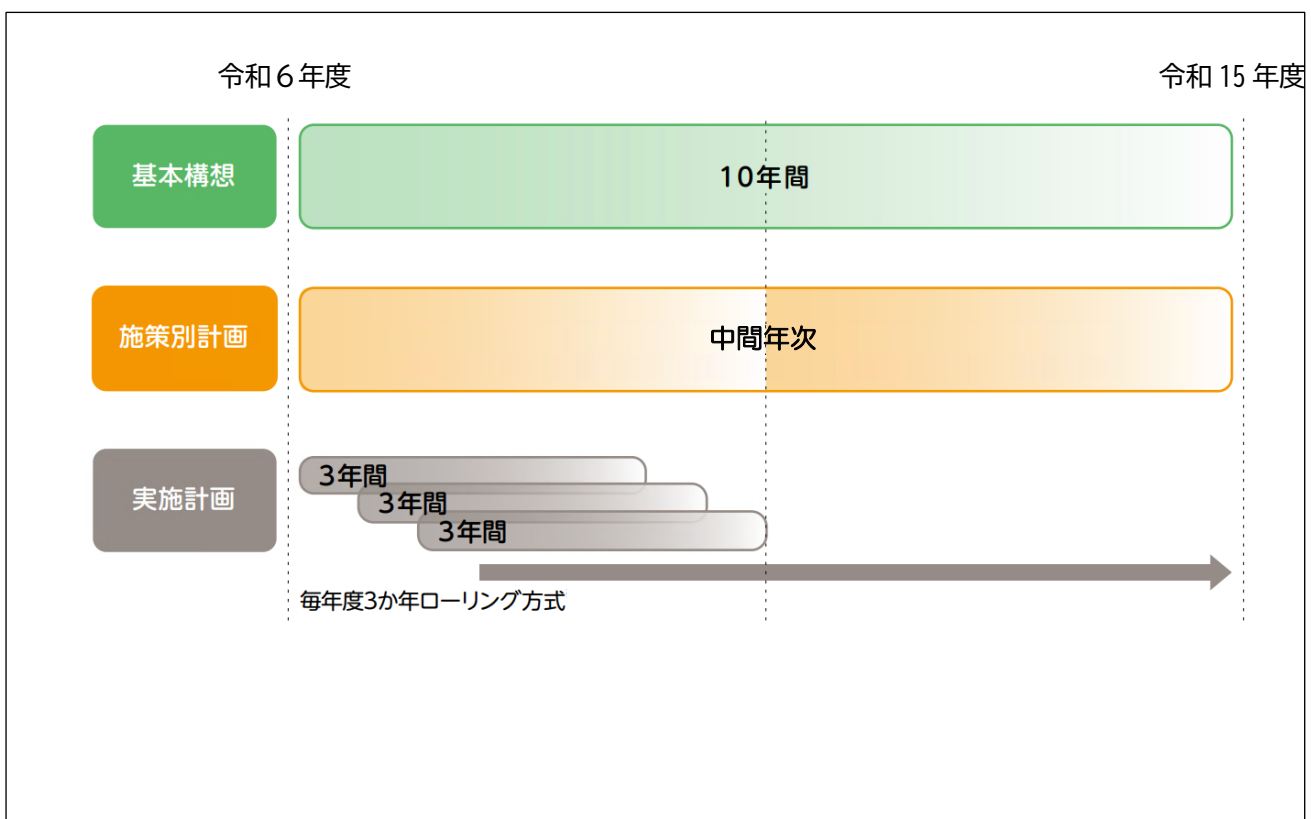 令和６年度
令和 15 年度
基本構想
10年間
施策別計画
中間年次
実施計画
3年間
3年間
3年間
毎年度3か年ローリング方式